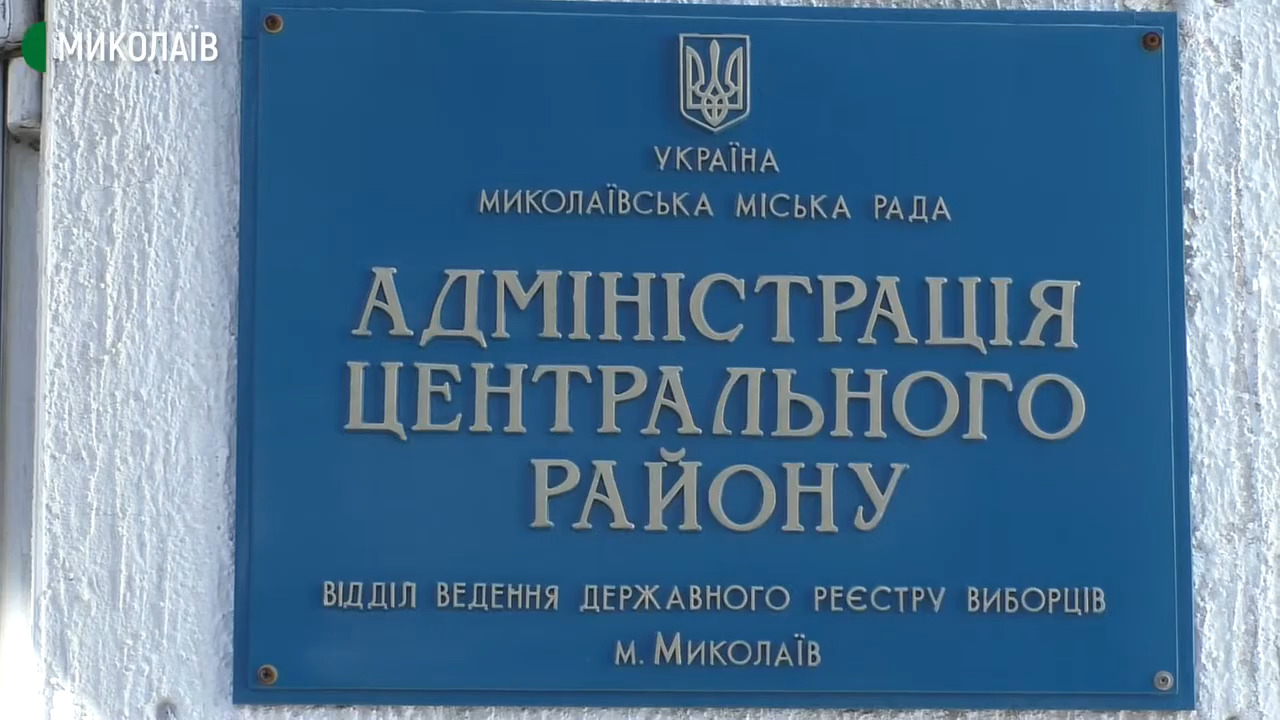 МИКОЛАЇВ
УКРАЇНА
МИКОЛАЇВСЬКА МІСЬКА РАДА
АДМІНІСТРАЦІЯ
ЦЕНТРАЛЬНОГО
РАЙОНУ
ВІДДІЛ ВЕДЕННЯ ДЕРЖАВНОГО РЕЄСТРУ ВИБОРЦІВ
м. Миколаїв